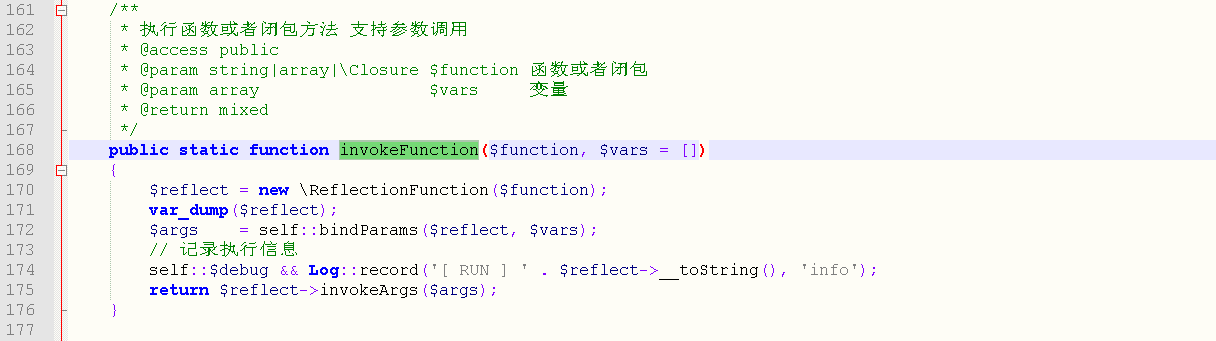 161 /**
162 * 执行函数或者闭包方法 支持参数调用
163 * @access public
164 * @param string|array|\Closure $function 函数或者闭包
165 * @param array $vars 变量
166 * @return mixed
167 */
168 public static function invokeFunction($function, $vars = [])
169 {
170 $reflect = new \ReflectionFunction($function);
171 var_dump($reflect);
172 $args = self::bindParams($reflect, $vars);
173 // 记录执行信息
174 self::$debug && Log::record('[ RUN ] ' . $reflect->__toString(), 'info');
175 return $reflect->invokeArgs($args);
176 }
177